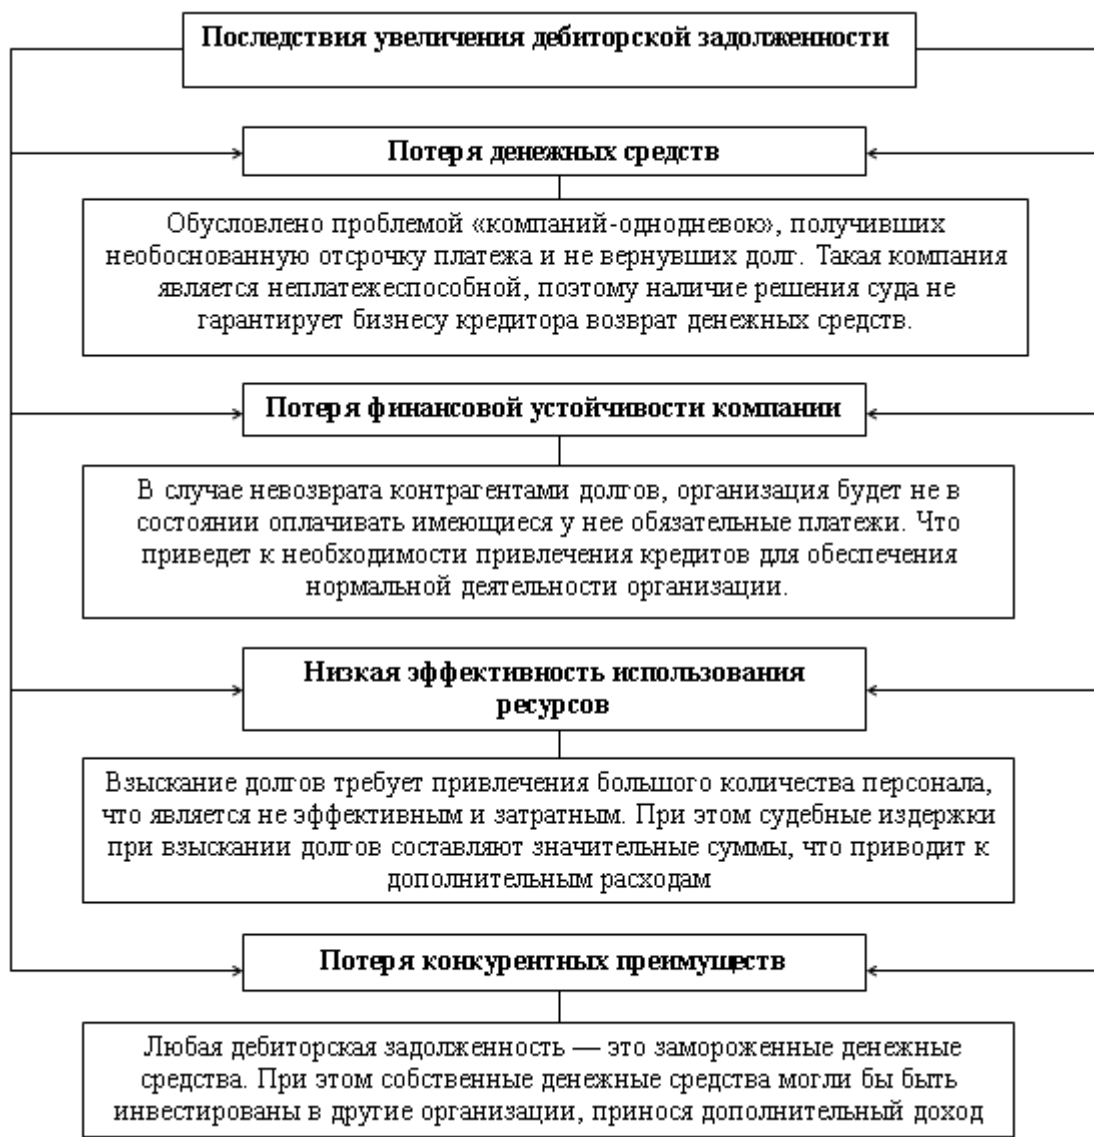 Последствия увеличения дебиторской задолженности
Потеря денежных средств
Обусловлено проблемой «компаний-однодневою», получивших
необоснованную отсрочку платежа и не вернувших долг. Такая компания
является неплатежеспособной, поэтому наличие решения суда не
гарантирует бизнесу кредитора возврат денежных средств.
Потеря финансовой устойчивости компании
В случае невозврата контрагентами долгов, организация будет не в
состоянии оплачивать имеющиеся у нее обязательные платежи. Что
приведет к необходимости привлечения кредитов для обеспечения
нормальной деятельности организации.
Низкая эффективность использования
ресурсов
Взыскание долгов требует привлечения большого количества персонала,
что является не эффективным и затратным. При этом судебные издержки
при взыскании долгов составляют значительные суммы, что приводит к
дополнительным расходам
Потеря конкурентных преимуществ
Любая дебиторская задолженность — это замороженные денежные
средства. При этом собственные денежные средства могли бы быть
инвестированы в другие организации, принося дополнительный доход